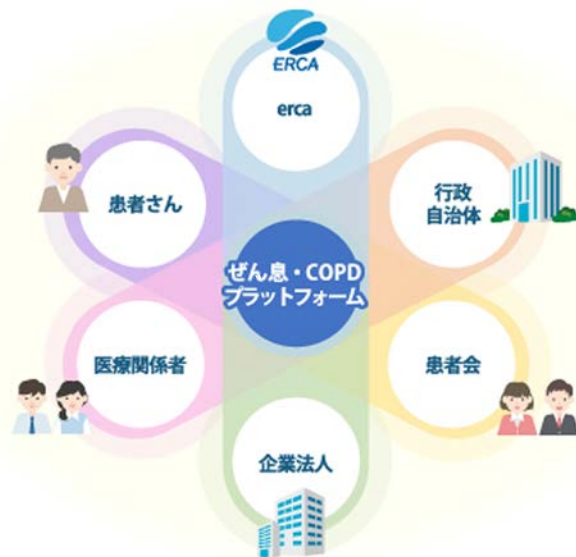 ERCA
erca
患者さん
行政
自治体
ぜん息・COPD
プラットフォーム
医療関係者
患者会
企業法人